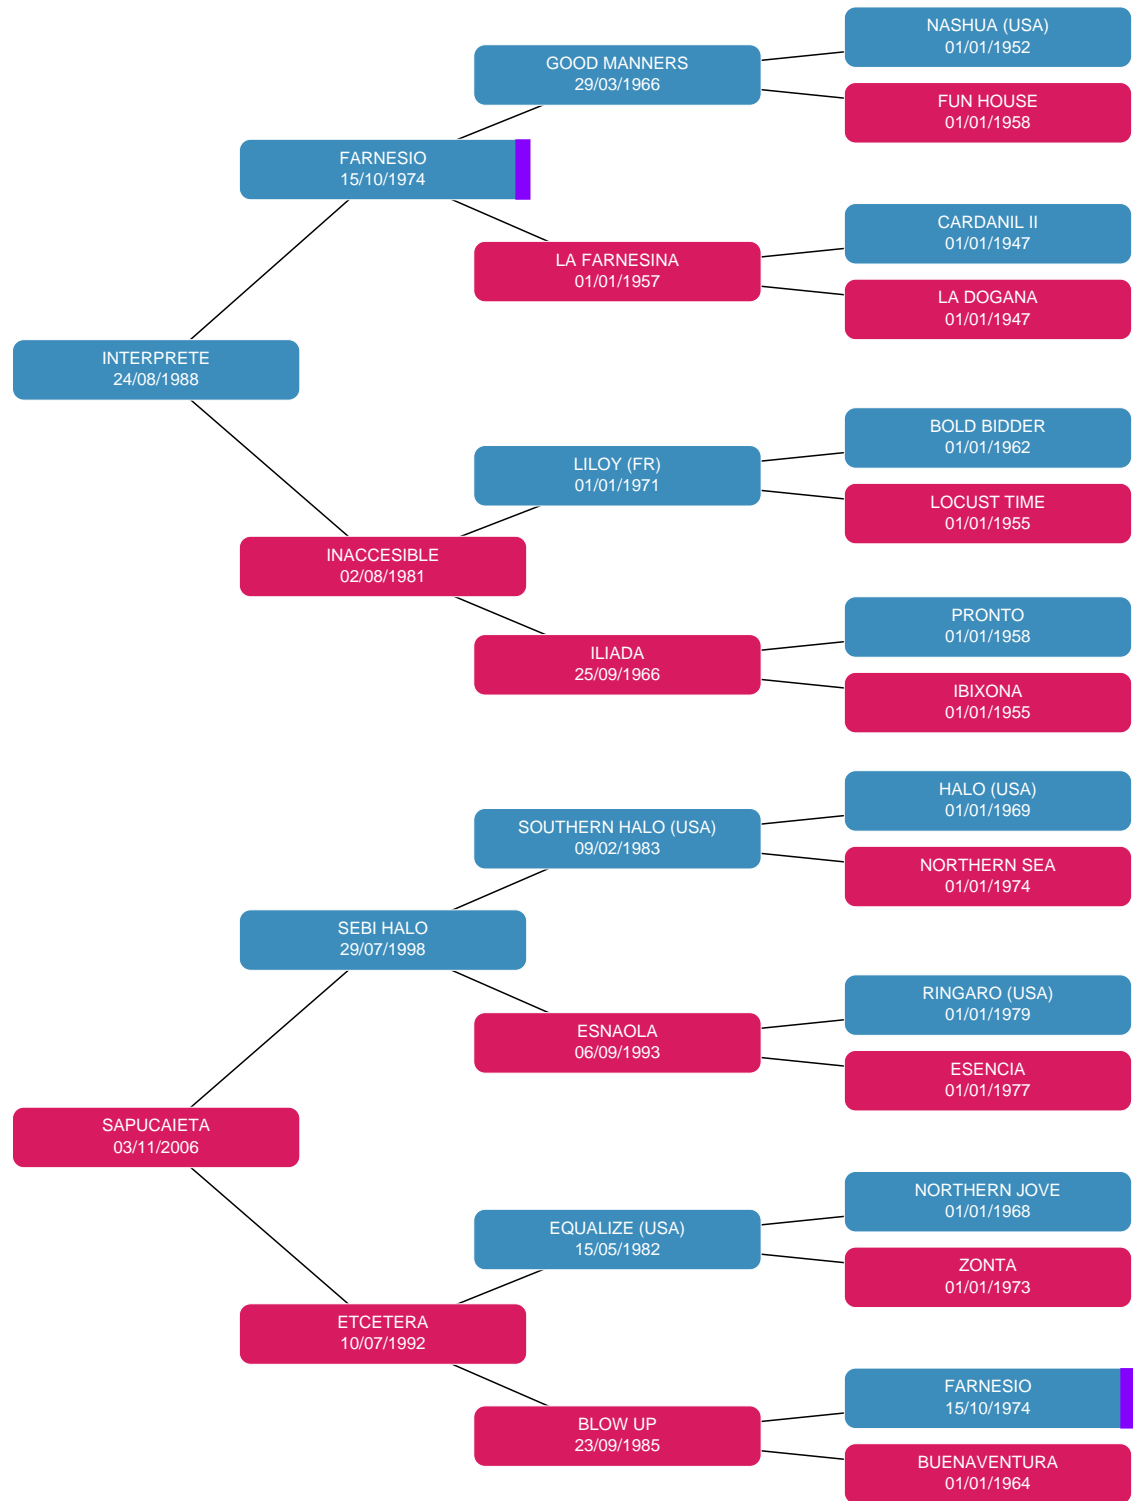 NASHUA (USA)
01/01/1952
GOOD MANNERS
29/03/1966
FUN HOUSE
01/01/1958
FARNESIO
15/10/1974
CARDANIL II
01/01/1947
LA FARNESINA
01/01/1957
LA DOGANA
01/01/1947
INTERPRETE
24/08/1988
BOLD BIDDER
01/01/1962
LILOY (FR)
01/01/1971
LOCUST TIME
01/01/1955
INACCESIBLE
02/08/1981
PRONTO
01/01/1958
ILIADA
25/09/1966
IBIXONA
01/01/1955
HALO (USA)
01/01/1969
SOUTHERN HALO (USA)
09/02/1983
NORTHERN SEA
01/01/1974
SEBI HALO
29/07/1998
RINGARO (USA)
01/01/1979
ESNAOLA
06/09/1993
ESENCIA
01/01/1977
SAPUCAIETA
03/11/2006
NORTHERN JOVE
01/01/1968
EQUALIZE (USA)
15/05/1982
ZONTA
01/01/1973
ETCETERA
10/07/1992
FARNESIO
15/10/1974
BLOW UP
23/09/1985
BUENAVENTURA
01/01/1964